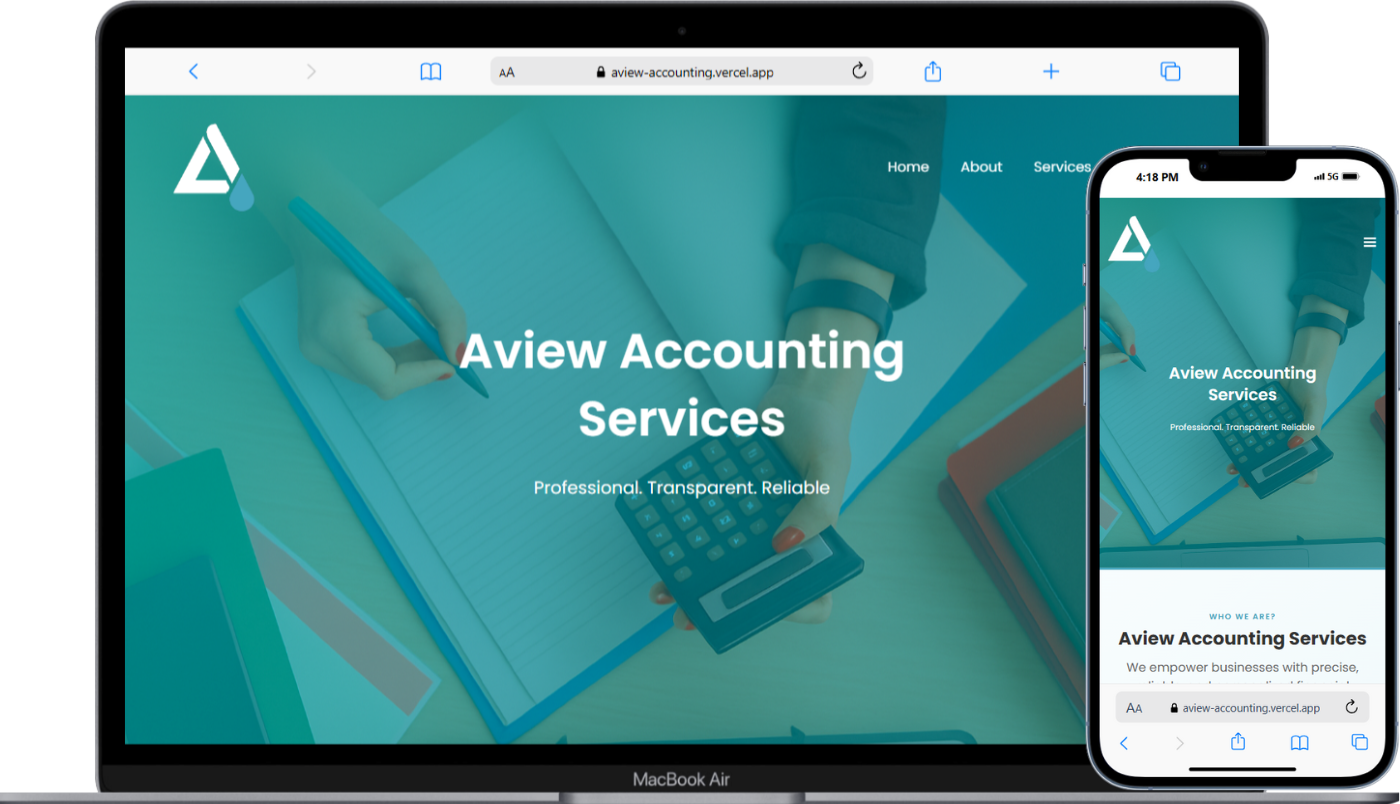 AA aview-accounting.vercel.app
Home About Services
Aview Accounting
Services
Professional. Transparent. Reliable
MacBook Air
4:18 PM 5G
Aview Accounting
Services
Professional. Transparent. Reliable
WHO WE ARE?
Aview Accounting Services
We empower businesses with precise,
AA aview-accounting.vercel.app